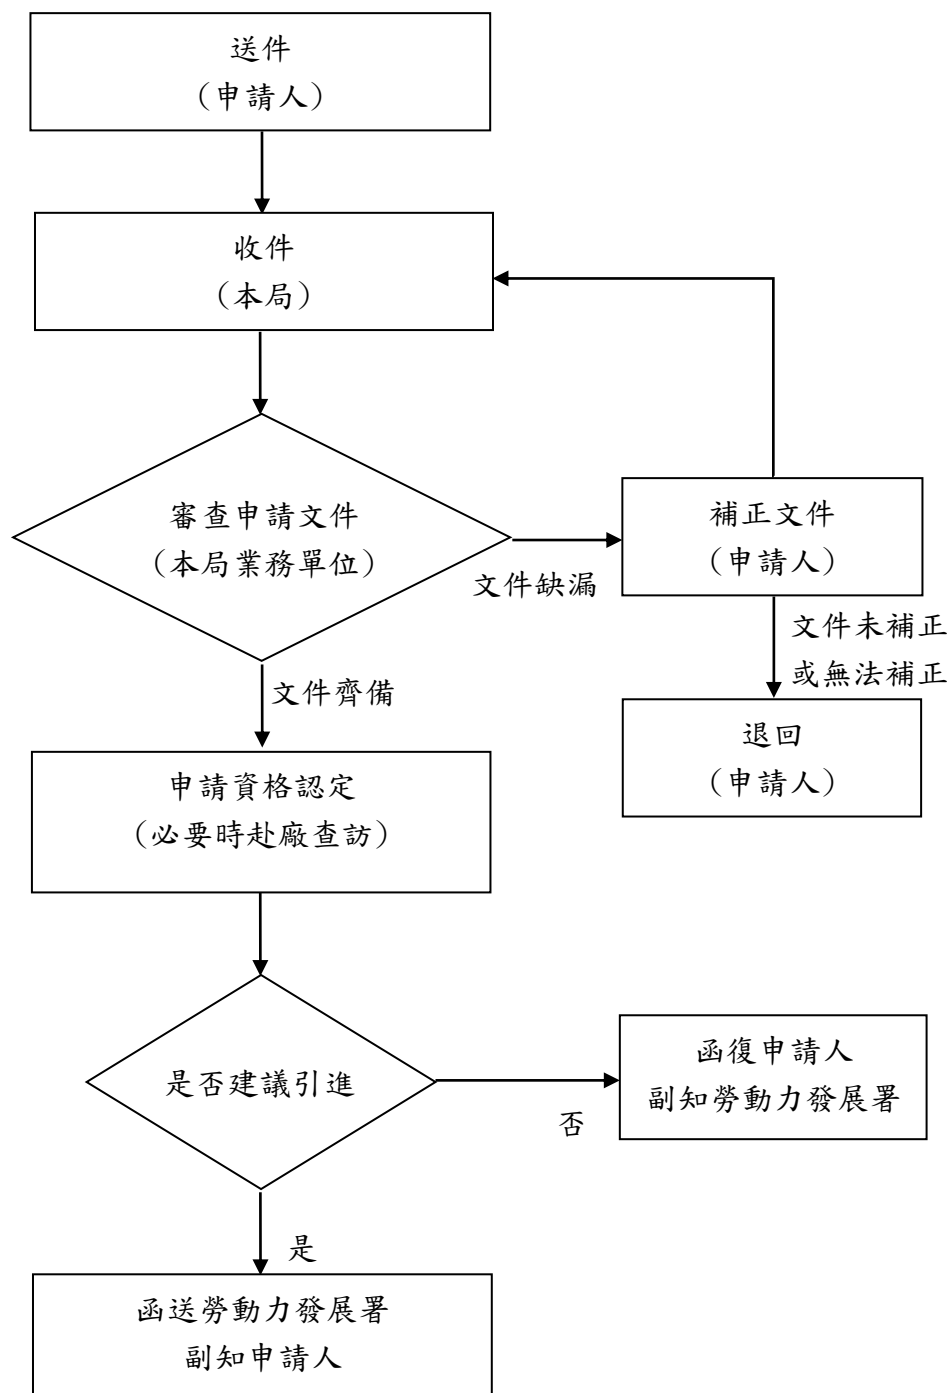 送件
(申請人)
收件
(本局)
審查申請文件
(本局業務單位)
文件缺漏
補正文件
(申請人)
文件未補正
或無法補正
退回
(申請人)
文件齊備
申請資格認定
(必要時赴廠查訪)
是否建議引進
否
函復申請人
副知勞動力發展署
是
函送勞動力發展署
副知申請人